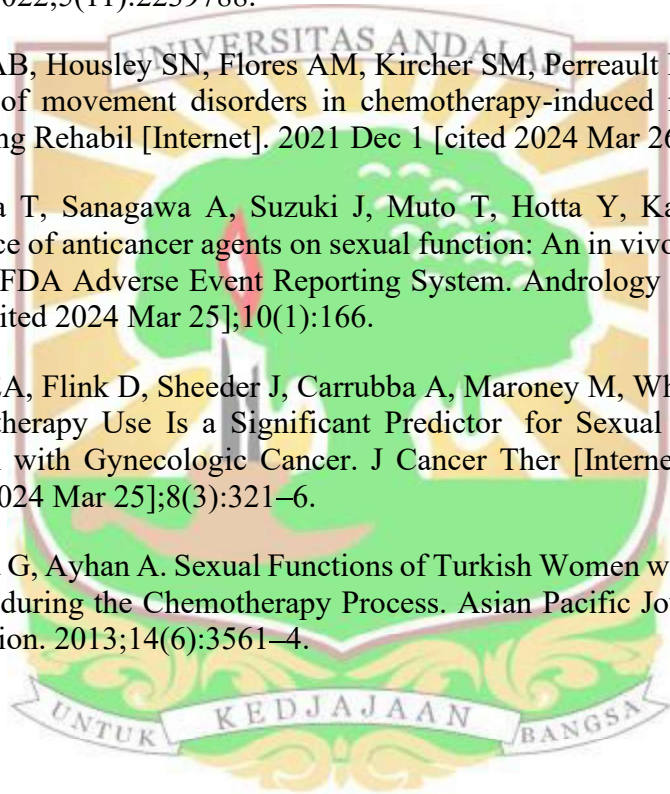 022;5(11):2239788.
UNIVERSITAS ANDALAS
AB, Housley SN, Flores AM, Kircher SM, Perreault
of movement disorders in chemotherapy-induced
ng Rehabil [Internet]. 2021 Dec 1 [cited 2024 Mar 26
a T, Sanagawa A, Suzuki J, Muto T, Hotta Y, Ka
ce of anticancer agents on sexual function: An in vivo
FDA Adverse Event Reporting System. Andrology
ited 2024 Mar 25];10(1):166.
EA, Flink D, Sheeder J, Carrubba A, Maroney M, Wh
therapy Use Is a Significant Predictor for Sexual
with Gynecologic Cancer. J Cancer Ther [Interne
024 Mar 25];8(3):321–6.
G, Ayhan A. Sexual Functions of Turkish Women w
during the Chemotherapy Process. Asian Pacific Jo
ion. 2013;14(6):3561–4.
UNTUK KEDJAJAAN BANGSA